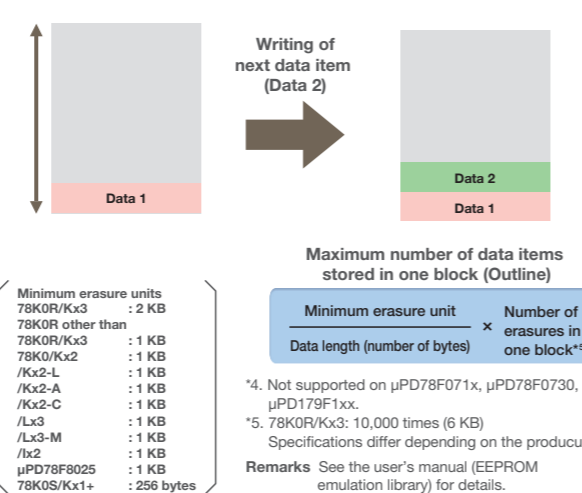 Writing of
next data item
(Data 2)
Data 1
Data 2
Data 1
Minimum erasure units
78K0R/Kx3 : 2 KB
78K0R other than
78K0R/Kx3 : 1 KB
78K0/Kx2 : 1 KB
/Kx2-L : 1 KB
/Kx2-A : 1 KB
/Kx2-C : 1 KB
/Lx3 : 1 KB
/Lx3-M : 1 KB
/Ix2 : 1 KB
μPD78F8025 : 1 KB
78K0S/Kx1+ : 256 bytes
Maximum number of data items
stored in one block (Outline)
Minimum erasure unit
Data length (number of bytes)
×
Number of
erasures in
one block*5
*4. Not supported on μPD78F071x, μPD78F0730,
μPD179F1xx.
*5. 78K0R/Kx3: 10,000 times (6 KB)
Specifications differ depending on the producu
Remarks See the user's manual (EEPROM
emulation library) for details.